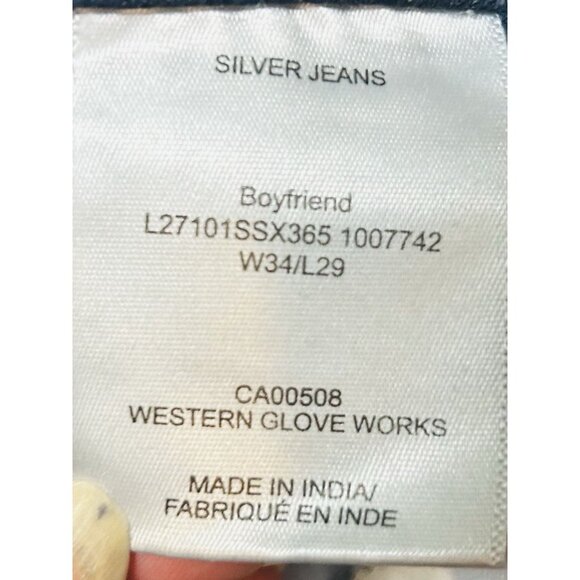 SILVER JEANS
Boyfriend
L27101SSX365 1007742
W34/L29
CA00508
WESTERN GLOVE WORKS
MADE IN INDIA/
FABRIQUÉ EN INDE